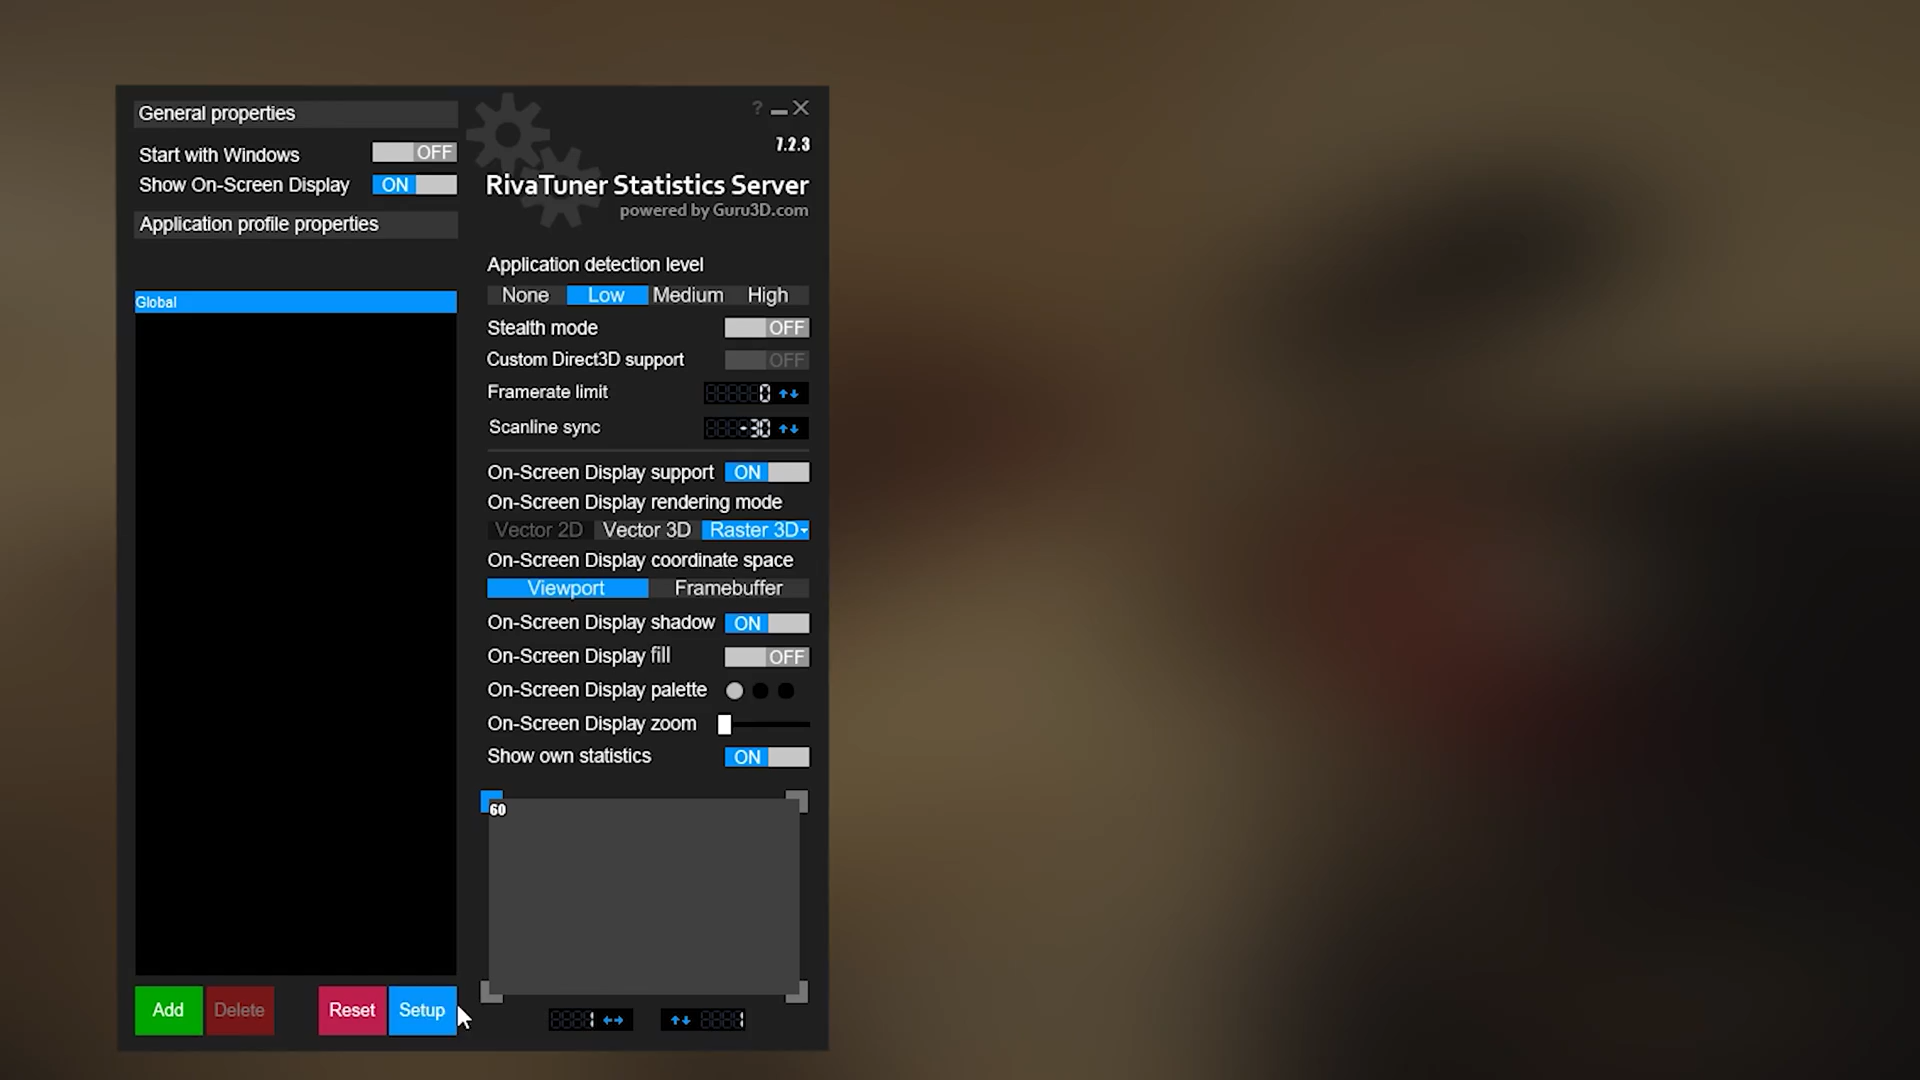 General properties
Start with Windows OFF
Show On-Screen Display ON
Application profile properties
Global
Add Delete Reset Setup
? 
7.2.3
RivaTuner Statistics Server
powered by Guru3D.com
Application detection level
None Low Medium High
Stealth mode OFF
Custom Direct3D support OFF
Framerate limit 0
Scanline sync -30
On-Screen Display support ON
On-Screen Display rendering mode
Vector 2D Vector 3D Raster 3D
On-Screen Display coordinate space
Viewport Framebuffer
On-Screen Display shadow ON
On-Screen Display fill OFF
On-Screen Display palette
On-Screen Display zoom
Show own statistics ON
60
1 1